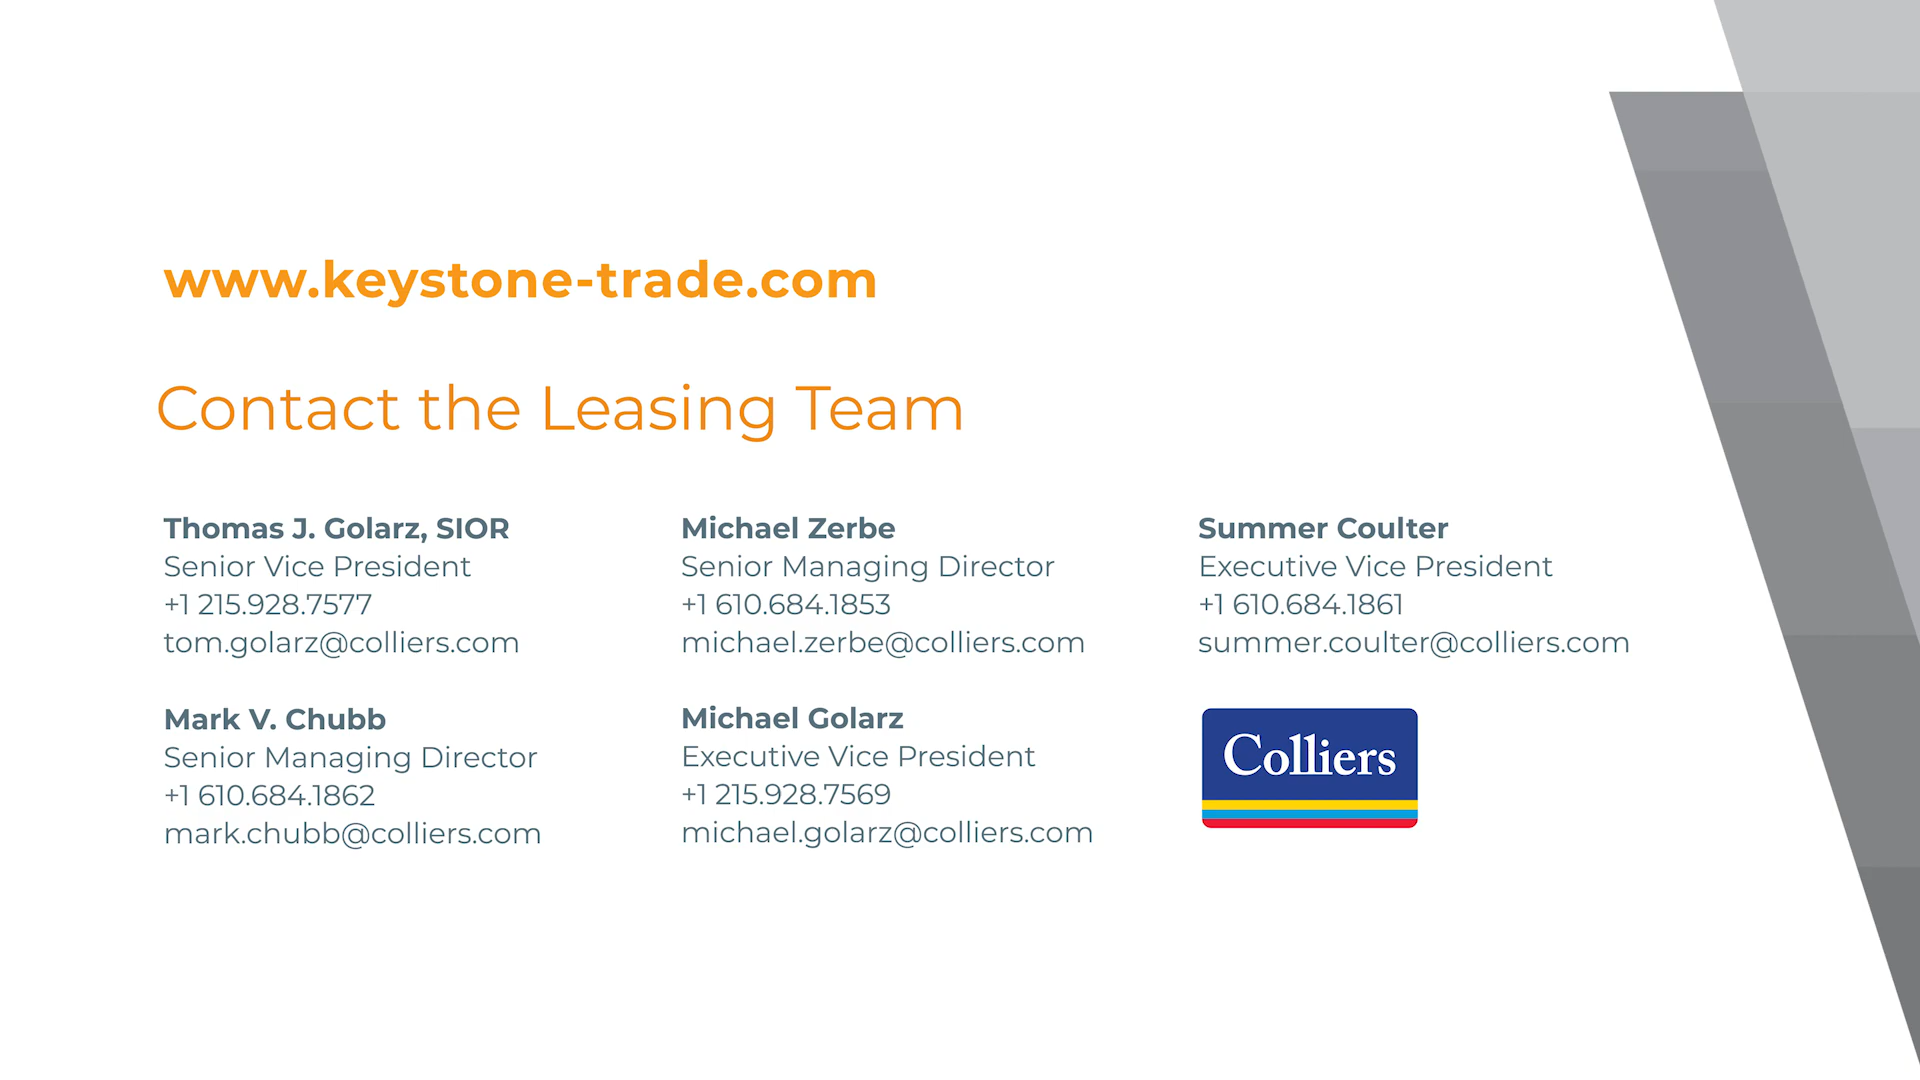 www.keystone-trade.com
Contact the Leasing Team
Thomas J. Golarz, SIOR
Senior Vice President
+1 215.928.7577
tom.golarz@colliers.com
Michael Zerbe
Senior Managing Director
+1 610.684.1853
michael.zerbe@colliers.com
Summer Coulter
Executive Vice President
+1 610.684.1861
summer.coulter@colliers.com
Mark V. Chubb
Senior Managing Director
+1 610.684.1862
mark.chubb@colliers.com
Michael Golarz
Executive Vice President
+1 215.928.7569
michael.golarz@colliers.com
Colliers